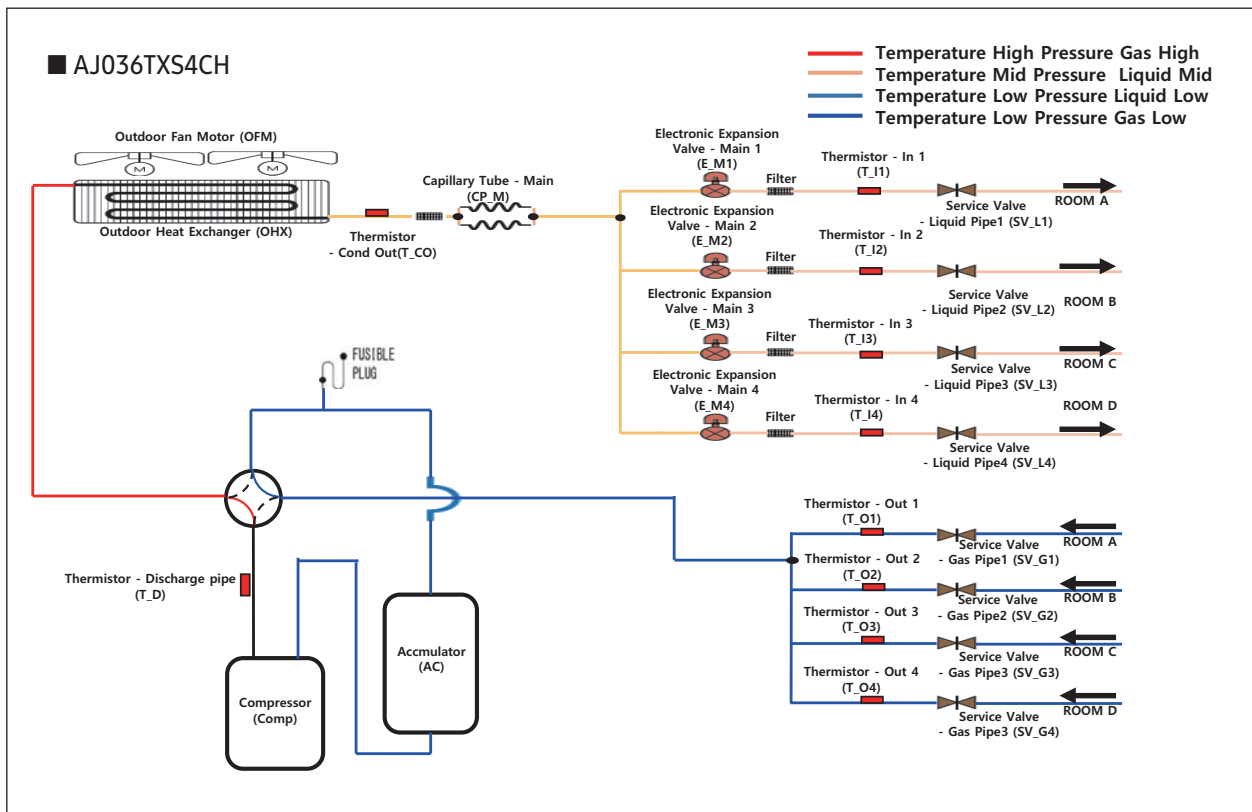 ■ AJ036TXS4CH
Temperature High Pressure Gas High
Temperature Mid Pressure Liquid Mid
Temperature Low Pressure Liquid Low
Temperature Low Pressure Gas Low
Outdoor Fan Motor (OFM)
M
M
Outdoor Heat Exchanger (OHX)
Thermistor
- Cond Out(T_CO)
Capillary Tube - Main
(CP_M)
Electronic Expansion
Valve - Main 1
(E_M1)
Filter
Thermistor - In 1
(T_I1)
Service Valve
- Liquid Pipe1 (SV_L1)
ROOM A
Electronic Expansion
Valve - Main 2
(E_M2)
Filter
Thermistor - In 2
(T_I2)
Service Valve
- Liquid Pipe2 (SV_L2)
ROOM B
Electronic Expansion
Valve - Main 3
(E_M3)
Filter
Thermistor - In 3
(T_I3)
Service Valve
- Liquid Pipe3 (SV_L3)
ROOM C
Electronic Expansion
Valve - Main 4
(E_M4)
Filter
Thermistor - In 4
(T_I4)
Service Valve
- Liquid Pipe4 (SV_L4)
ROOM D
FUSIBLE
PLUG
Thermistor - Discharge pipe
(T_D)
Compressor
(Comp)
Accmulator
(AC)
Thermistor - Out 1
(T_O1)
Service Valve
- Gas Pipe1 (SV_G1)
ROOM A
Thermistor - Out 2
(T_O2)
Service Valve
- Gas Pipe2 (SV_G2)
ROOM B
Thermistor - Out 3
(T_O3)
Service Valve
- Gas Pipe3 (SV_G3)
ROOM C
Thermistor - Out 4
(T_O4)
Service Valve
- Gas Pipe3 (SV_G4)
ROOM D